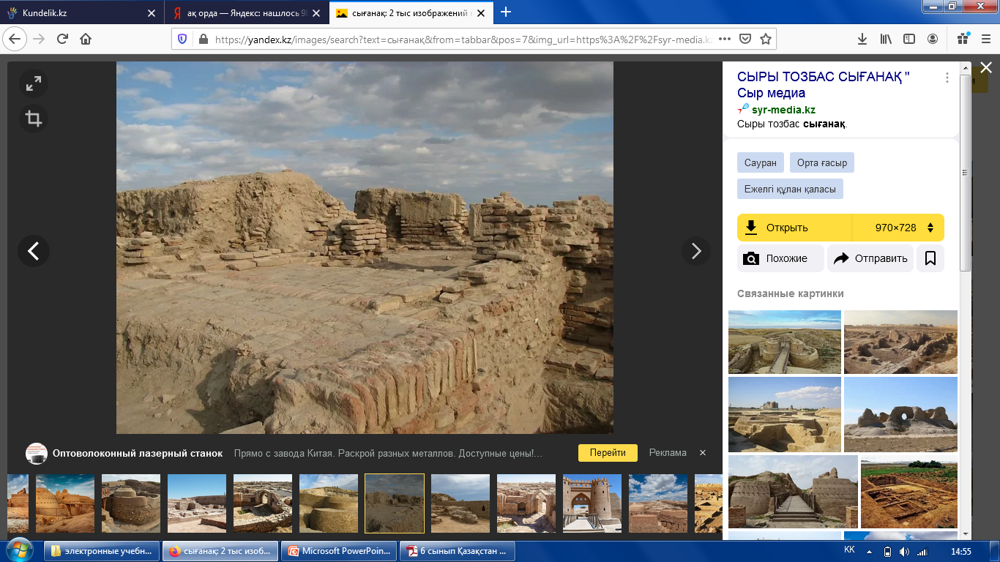 Kundelik.kz
ақ орда — Яндекс: нашлось 9
сығанақ: 2 тыс изображений
https://yandex.kz/images/search?text=сығанақ&from=tabbar&pos=7&img_url=https%3A%2F%2Fsyr-media.k
СЫРЫ ТОЗБАС СЫҒАНАҚ "
Сыр медиа
syr-media.kz
Сыры тозбас сығанақ.
Сауран
Орта ғасыр
Ежелгі құлан қаласы
Открыть
970×728
Похожие
Отправить
Связанные картинки
Оптоволоконный лазерный станок
Прямо с завода Китая. Раскрой разных металлов. Доступные цены!…
Перейти
Реклама
электронные учебн...
сығанақ: 2 тыс изоб...
Microsoft PowerPoin...
6 сынып Қазақстан ...
KK
14:55